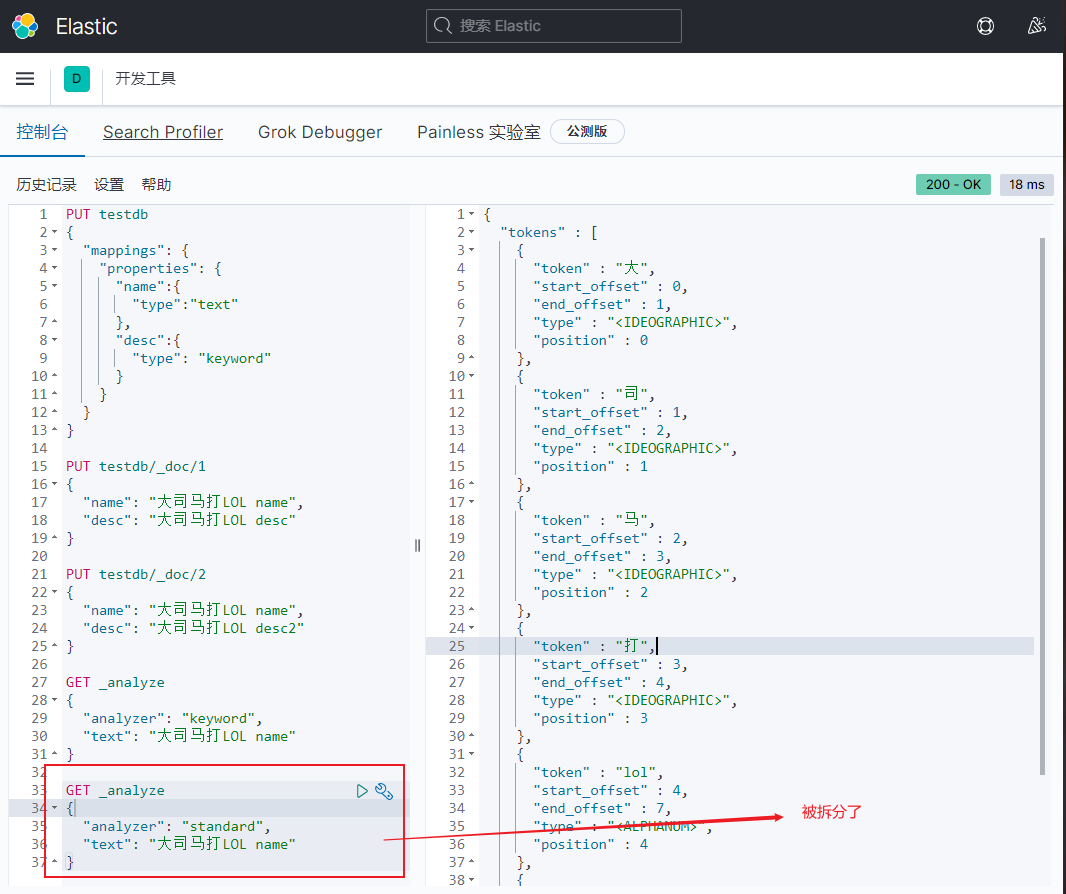 Elastic
搜索 Elastic
D
开发工具
控制台 Search Profiler Grok Debugger Painless 实验室 公测版
历史记录 设置 帮助
200 - OK 18 ms
1 PUT testdb
2 {
3 "mappings": {
4 "properties": {
5 "name":{
6 "type":"text"
7 },
8 "desc":{
9 "type": "keyword"
10 }
11 }
12 }
13 }
14
15 PUT testdb/_doc/1
16 {
17 "name": "大司马打LOL name",
18 "desc": "大司马打LOL desc"
19 }
20
21 PUT testdb/_doc/2
22 {
23 "name": "大司马打LOL name",
24 "desc": "大司马打LOL desc2"
25 }
26
27 GET _analyze
28 {
29 "analyzer": "keyword",
30 "text": "大司马打LOL name"
31 }
32
33 GET _analyze
34 {
35 "analyzer": "standard",
36 "text": "大司马打LOL name"
37 }
1 {
2 "tokens" : [
3 {
4 "token" : "大",
5 "start_offset" : 0,
6 "end_offset" : 1,
7 "type" : "<IDEOGRAPHIC>",
8 "position" : 0
9 },
10 {
11 "token" : "司",
12 "start_offset" : 1,
13 "end_offset" : 2,
14 "type" : "<IDEOGRAPHIC>",
15 "position" : 1
16 },
17 {
18 "token" : "马",
19 "start_offset" : 2,
20 "end_offset" : 3,
21 "type" : "<IDEOGRAPHIC>",
22 "position" : 2
23 },
24 {
25 "token" : "打",
26 "start_offset" : 3,
27 "end_offset" : 4,
28 "type" : "<IDEOGRAPHIC>",
29 "position" : 3
30 },
31 {
32 "token" : "lol",
33 "start_offset" : 4,
34 "end_offset" : 7,
35 "type" : "<ALPHANUM>",
36 "position" : 4
37 },
38 {
被拆分了